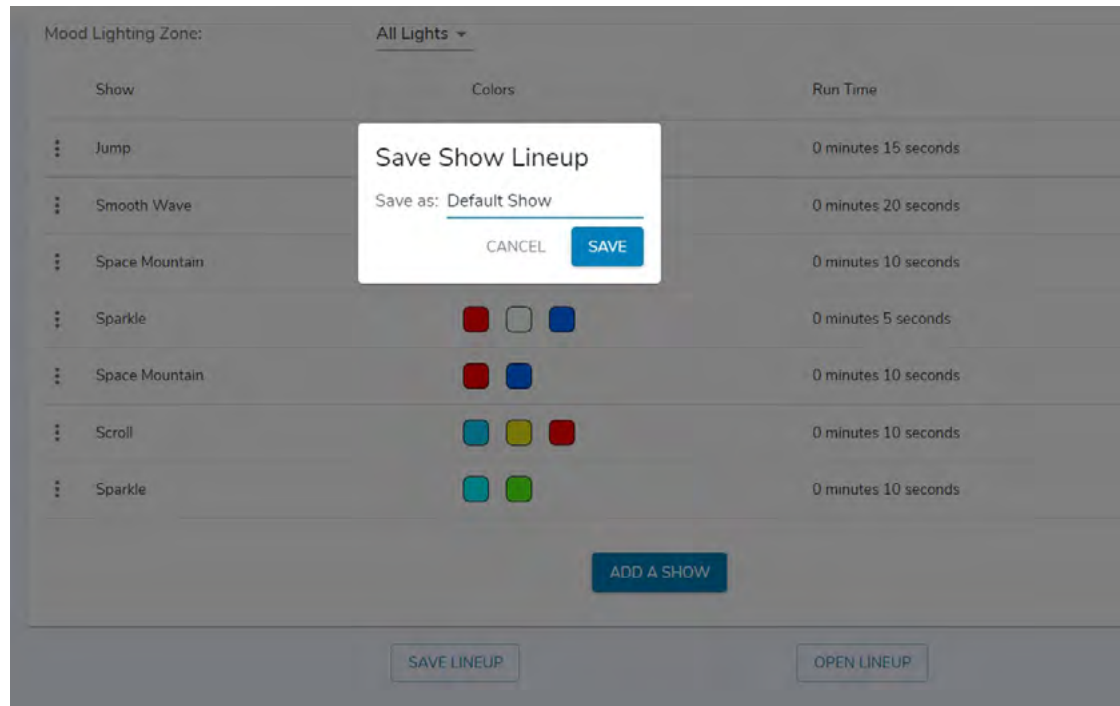 Mood Lighting Zone: All Lights
Show Colors Run Time
Jump 0 minutes 15 seconds
Save Show Lineup
Smooth Wave Save as: Default Show 0 minutes 20 seconds
CANCEL SAVE
Space Mountain 0 minutes 10 seconds
Sparkle 0 minutes 5 seconds
Space Mountain 0 minutes 10 seconds
Scroll 0 minutes 10 seconds
Sparkle 0 minutes 10 seconds
ADD A SHOW
SAVE LINEUP OPEN LINEUP